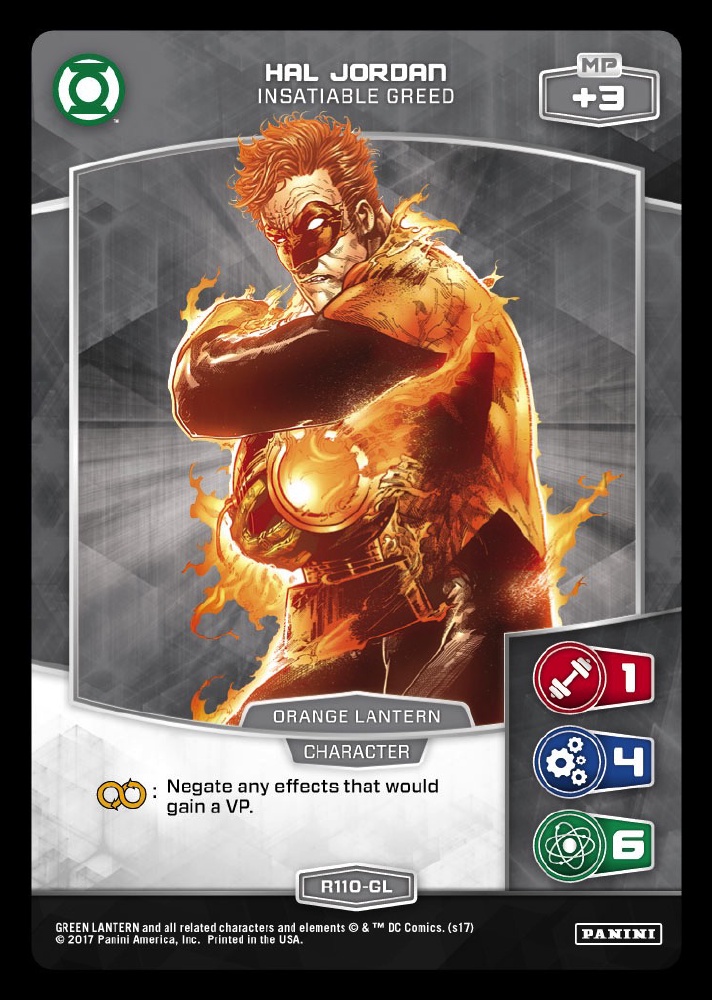 HAL JORDAN
INSATIABLE GREED
MP
+3
ORANGE LANTERN
CHARACTER
: Negate any effects that would
gain a VP.
1
4
6
R110-GL
GREEN LANTERN and all related characters and elements © & ™ DC Comics. (s17)
© 2017 Panini America, Inc. Printed in the USA.
PANINI